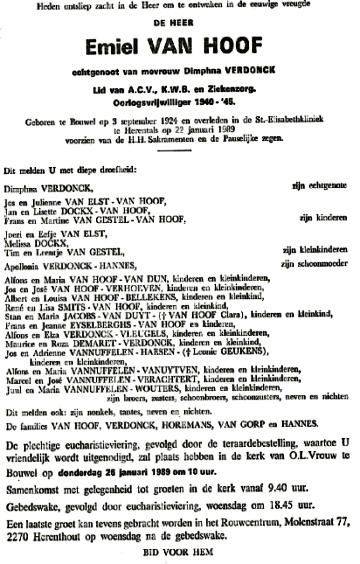 Heden ontsliep zacht in de Heer om te ontwaken in de eeuwige vreugde
DE HEER
Emiel VAN HOOF
echtgenoot van mevrouw Dimphna VERDONCK
Lid van A.C.V., K.W.B. en Ziekenzorg.
Oorlogsvrijwilliger 1940-'45.
Geboren te Bouwel op 3 september 1924 en overleden in de St.-Elisabethkliniek
te Herentals op 22 januari 1989
voorzien van de H.H. Sakramenten en de Pauselijke zegen.
Dit melden U met diepe droefheid:
Dimphna VERDONCK, zijn echtgenote
Jos en Julienne VAN ELST - VAN HOOF,
Jan en Lisette DOCKX - VAN HOOF,
Frans en Martine VAN GESTEL - VAN HOOF, zijn kinderen
Joeri en Eefje VAN ELST,
Melissa DOCKX,
Tim en Leentje VAN GESTEL, zijn kleinkinderen
Apellonia VERDONCK - HANNES, zijn schoonmoeder
Alfons en Maria VAN HOOF - VAN DUN, kinderen en kleinkinderen,
Jos en José VAN HOOF - VERHOEVEN, kinderen en kleinkinderen,
Albert en Louisa VAN HOOF - BELLEKENS, kinderen en kleinkind,
René en Lisa SMITS - VAN HOOF, kinderen en kleinkind,
Stan en Maria JACOBS - VAN DUYT - († VAN HOOF Clara), kinderen en kleinkind,
Frans en Jeanne EYSELBERGHS - VAN HOOF en kinderen,
Alfons en Elza VERDONCK - VLEUGELS, kinderen en kleinkinderen,
Maurice en Roza DEMARET - VERDONCK, kinderen en kleinkind,
Jos en Adrienne VANNUFFELEN - HAESEN - († Leonie GEUKENS),
kinderen en kleinkinderen,
Alfons en Maria VANNUFFELEN - VANUYTVEN, kinderen en kleinkinderen,
Marcel en José VANNUFFELEN - VERACHTERT, kinderen en kleinkind,
Juul en Maria VANNUFFELEN - WOUTERS, kinderen en kleinkind,
zijn broers, zusters, schoonbroers, schoonzusters, neven en nichten
Dit melden ook: zijn nonkels, tantes, neven en nichten.
De families VAN HOOF, VERDONCK, HOREMANS, VAN GORP en HANNES.
De plechtige eucharistieviering, gevolgd door de teraardebestelling, waartoe U
vriendelijk wordt uitgenodigd, zal plaats hebben in de kerk van O.L.Vrouw te
Bouwel op donderdag 26 januari 1989 om 10 uur.
Samenkomst met gelegenheid tot groeten in de kerk vanaf 9.40 uur.
Gebedswake, gevolgd door eucharistieviering, woensdag om 18.45 uur.
Een laatste groet kan tevens gebracht worden in het Rouwcentrum, Molenstraat 77,
2270 Herenthout op woensdag na de gebedswake.
BID VOOR HEM